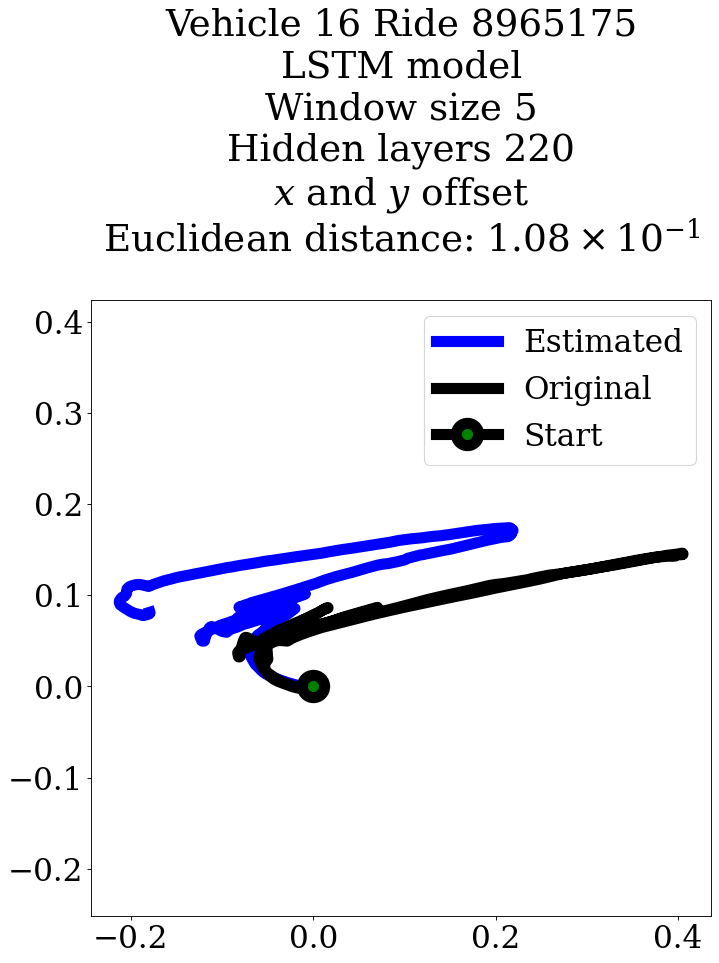 Vehicle 16 Ride 8965175
LSTM model
Window size 5
Hidden layers 220
x and y offset
Euclidean distance: 1.08 × 10⁻¹
Estimated
Original
Start
0.4
0.3
0.2
0.1
0.0
−0.1
−0.2
−0.2 0.0 0.2 0.4